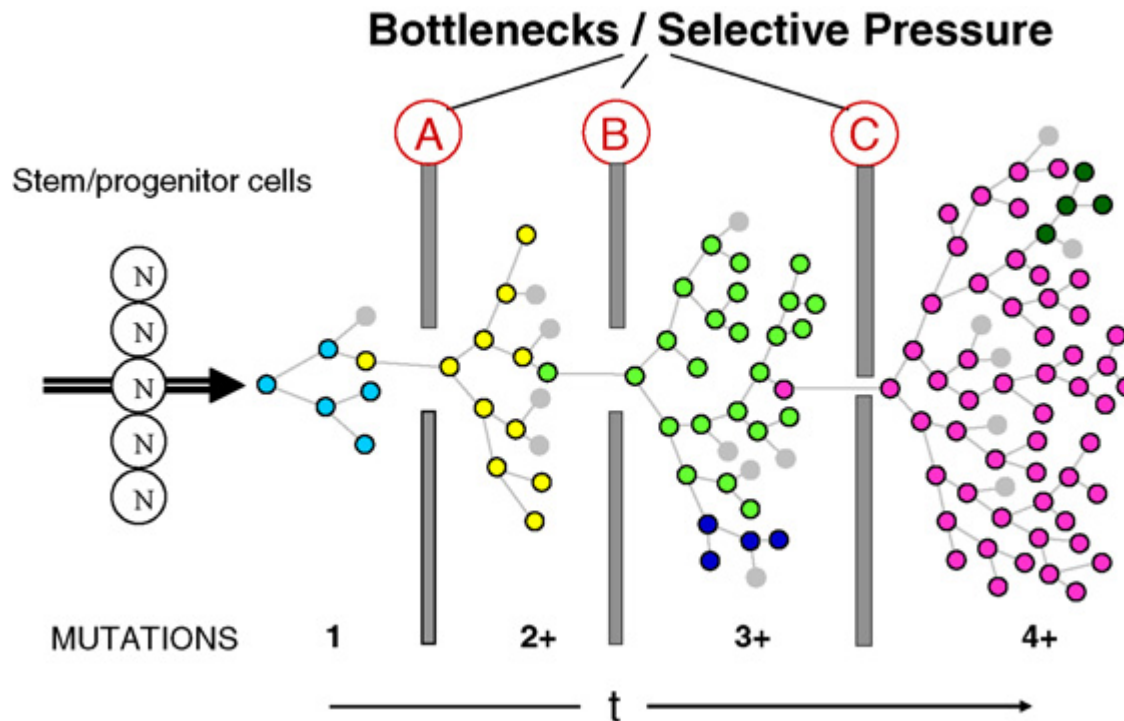 Bottlenecks / Selective Pressure
A B C
Stem/progenitor cells
N
N
N
N
N
MUTATIONS 1 2+ 3+ 4+
t